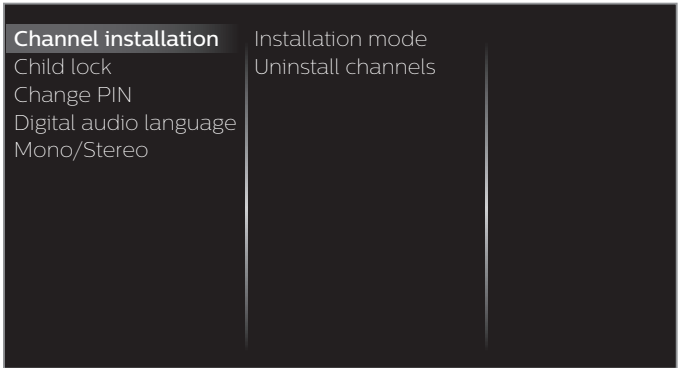 Channel installation
Child lock
Change PIN
Digital audio language
Mono/Stereo
Installation mode
Uninstall channels